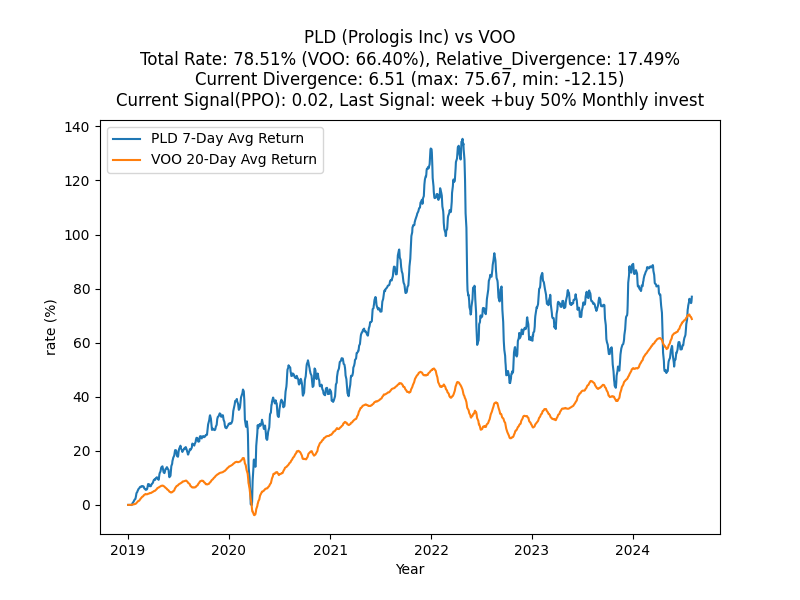 PLD (Prologis Inc) vs VOO
Total Rate: 78.51% (VOO: 66.40%), Relative_Divergence: 17.49%
Current Divergence: 6.51 (max: 75.67, min: -12.15)
Current Signal(PPO): 0.02, Last Signal: week +buy 50% Monthly invest
PLD 7-Day Avg Return
VOO 20-Day Avg Return
140
120
100
80
60
40
20
0
rate (%)
2019 2020 2021 2022 2023 2024
Year